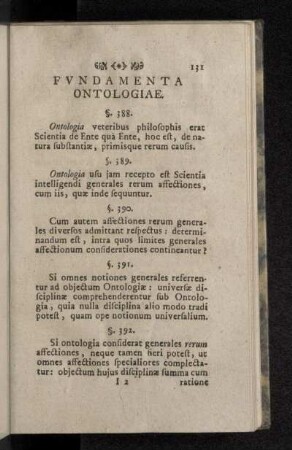 131
FVNDAMENTA
ONTOLOGIAE.
§. 388.
Ontologia veteribus philosophis erat
Scientia de Ente quà Ente, hoc est, de na-
tura substantiæ, primisque rerum causis.
§. 389.
Ontologia usu jam recepto est Scientia
intelligendi generales rerum affectiones,
cum iis, quæ inde sequuntur.
§. 390.
Cum autem affectiones rerum genera-
les diversos admittant respectus: determi-
nandum est, intra quos limites generales
affectionum considerationes contineantur?
§. 391.
Si omnes notiones generales referren-
tur ad objectum Ontologiæ: universæ di-
sciplinæ comprehenderentur sub Ontolo-
gia, quia nulla disciplina alio modo tradi
potest, quam ope notionum universalium.
§. 392.
Si ontologia considerat generales rerum
affectiones, neque tamen fieri potest, ut
omnes affectiones specialiores complecta-
tur: objectum hujus disciplinæ summa cum
I 2 ratione